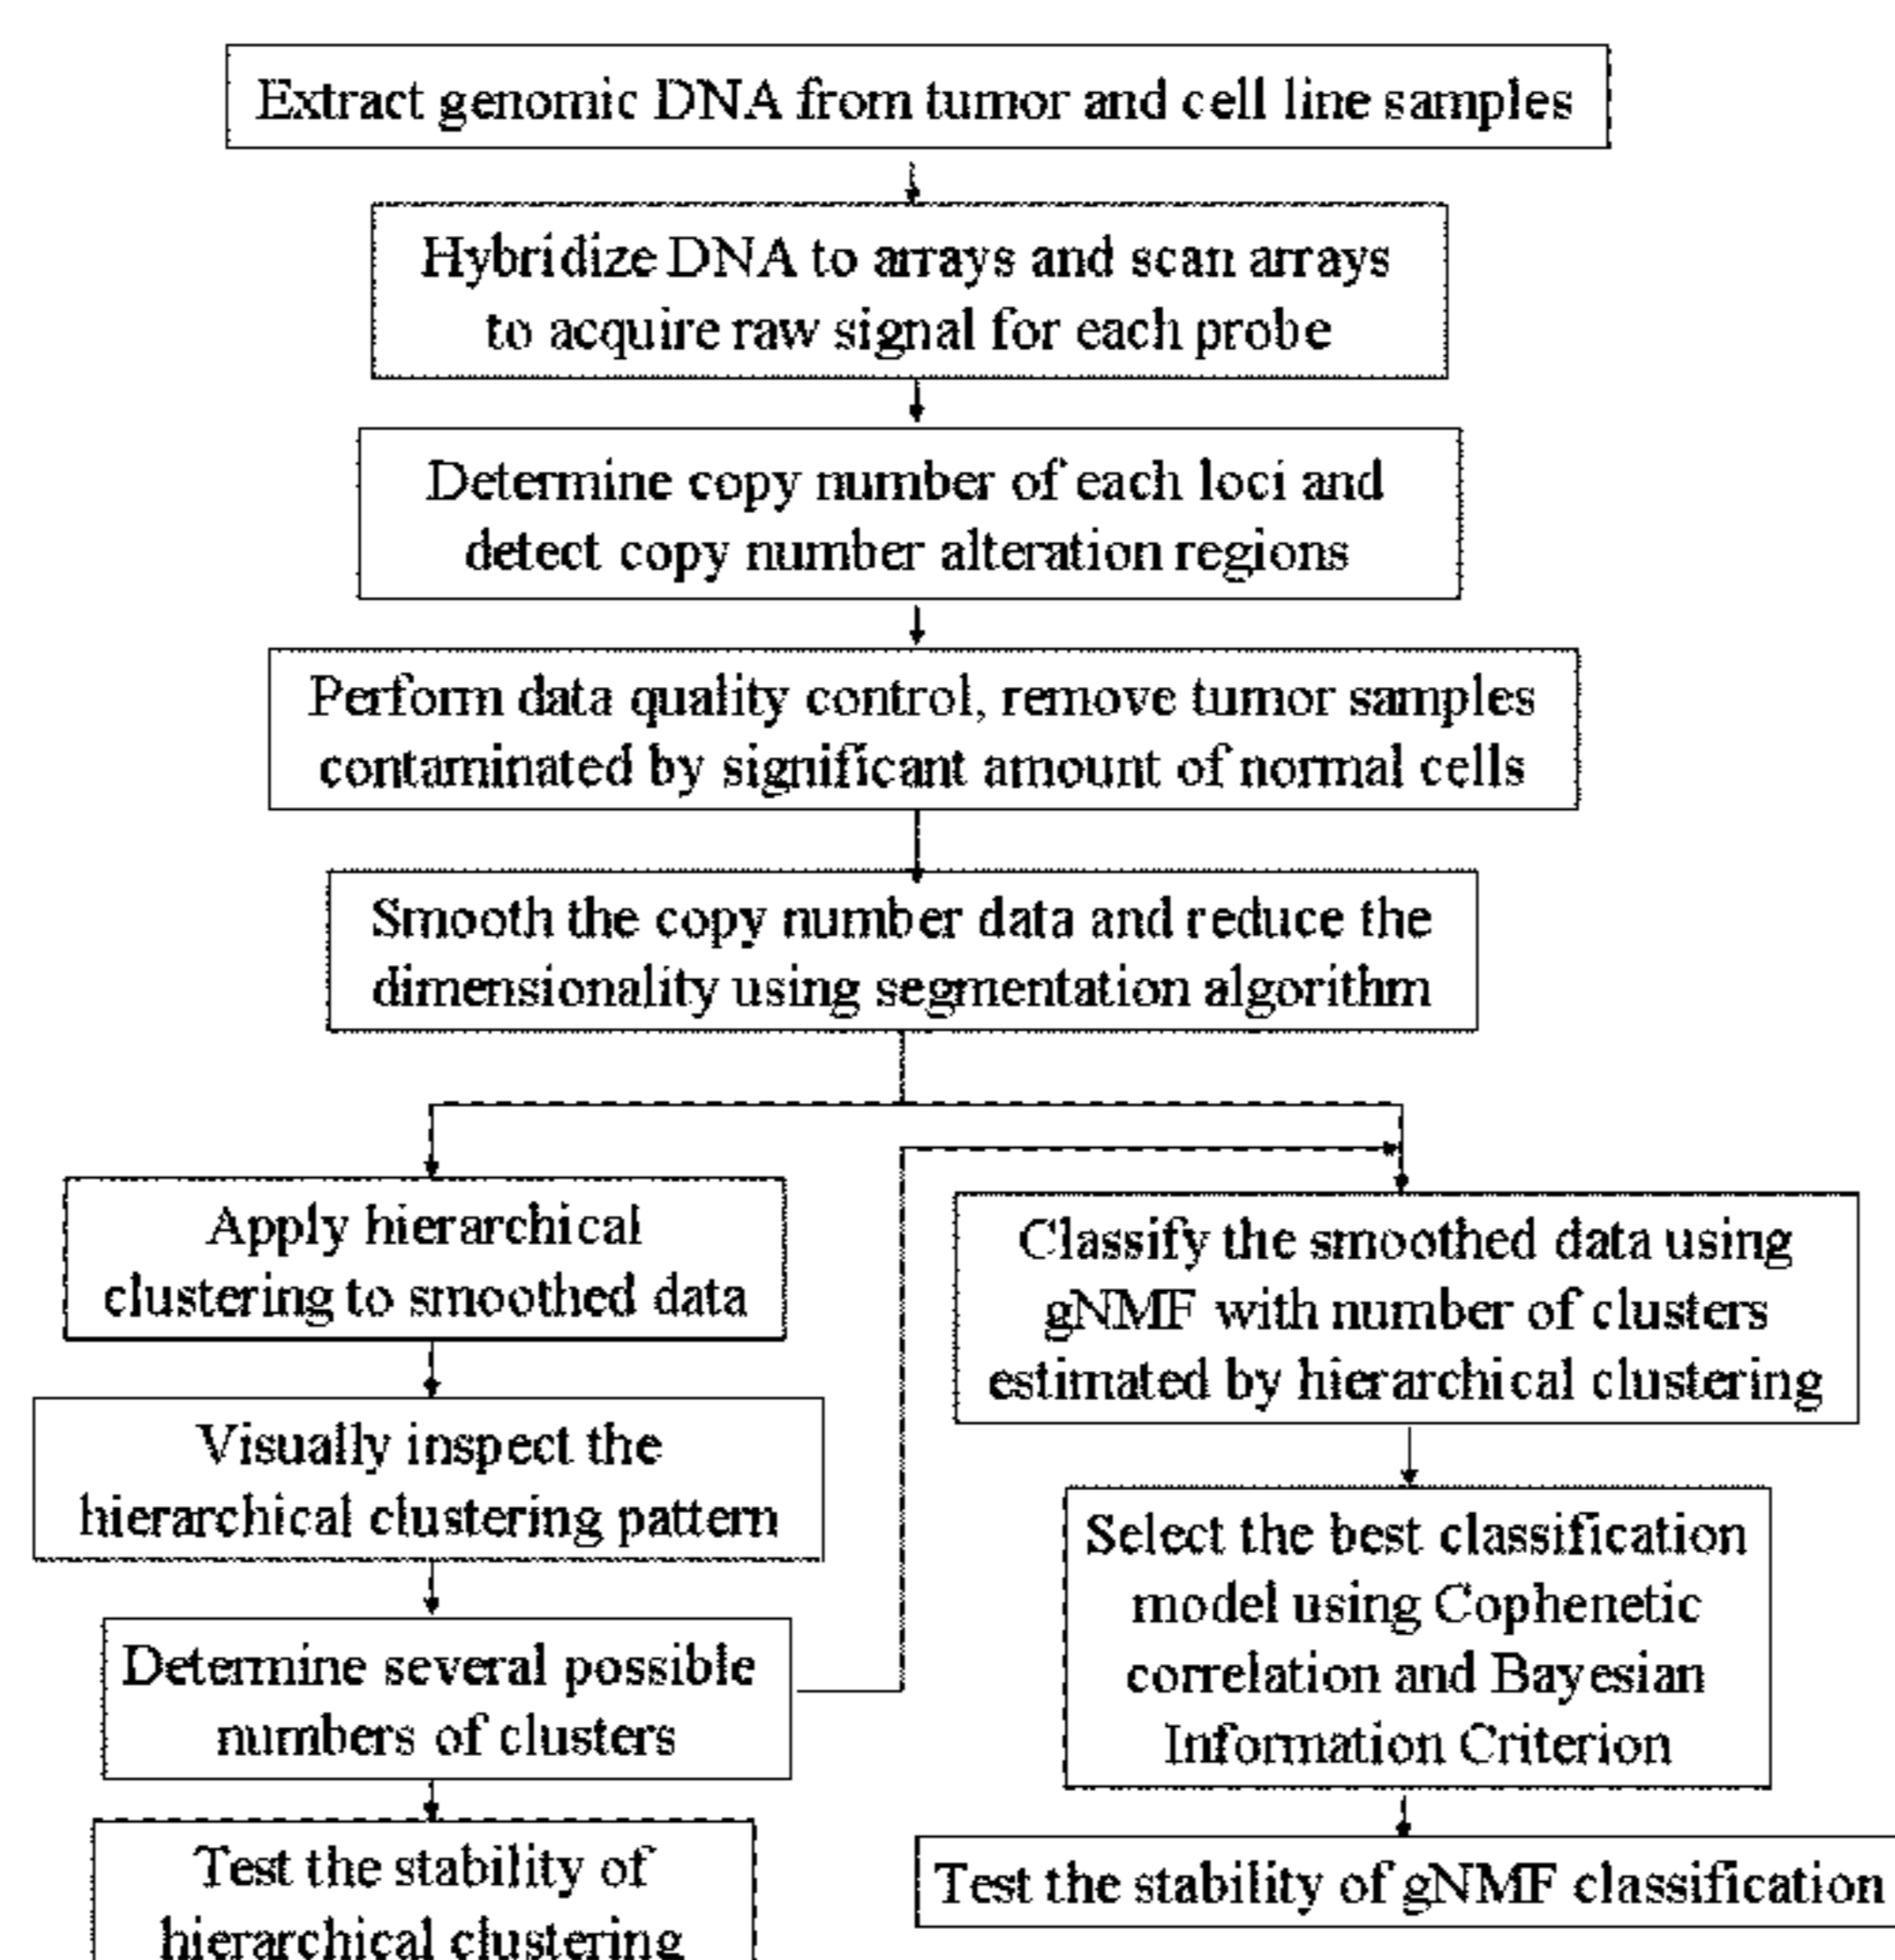 Extract genomic DNA from tumor and cell line samples
Hybridize DNA to arrays and scan arrays
to acquire raw signal for each probe
Determine copy number of each loci and
detect copy number alteration regions
Perform data quality control, remove tumor samples
contaminated by significant amount of normal cells
Smooth the copy number data and reduce the
dimensionality using segmentation algorithm
Apply hierarchical
clustering to smoothed data
Visually inspect the
hierarchical clustering pattern
Determine several possible
numbers of clusters
Test the stability of
hierarchical clustering
Classify the smoothed data using
gNMF with number of clusters
estimated by hierarchical clustering
Select the best classification
model using Cophenetic
correlation and Bayesian
Information Criterion
Test the stability of gNMF classification